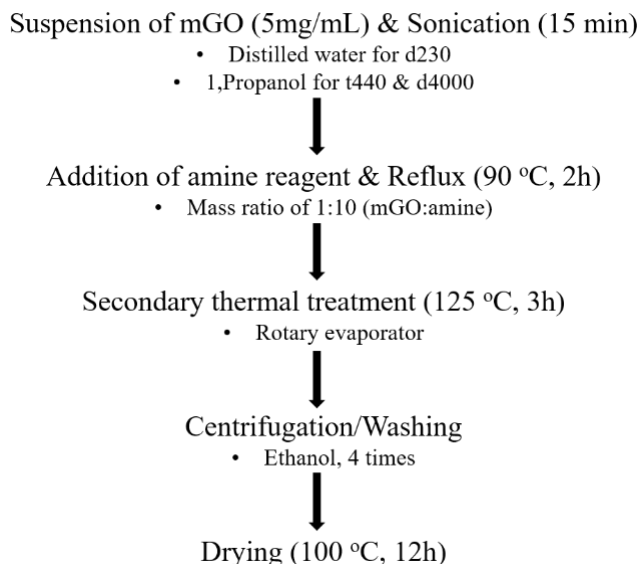 Suspension of mGO (5mg/mL) & Sonication (15 min)
• Distilled water for d230
• 1,Propanol for t440 & d4000
Addition of amine reagent & Reflux (90 °C, 2h)
• Mass ratio of 1:10 (mGO:amine)
Secondary thermal treatment (125 °C, 3h)
• Rotary evaporator
Centrifugation/Washing
• Ethanol, 4 times
Drying (100 °C, 12h)